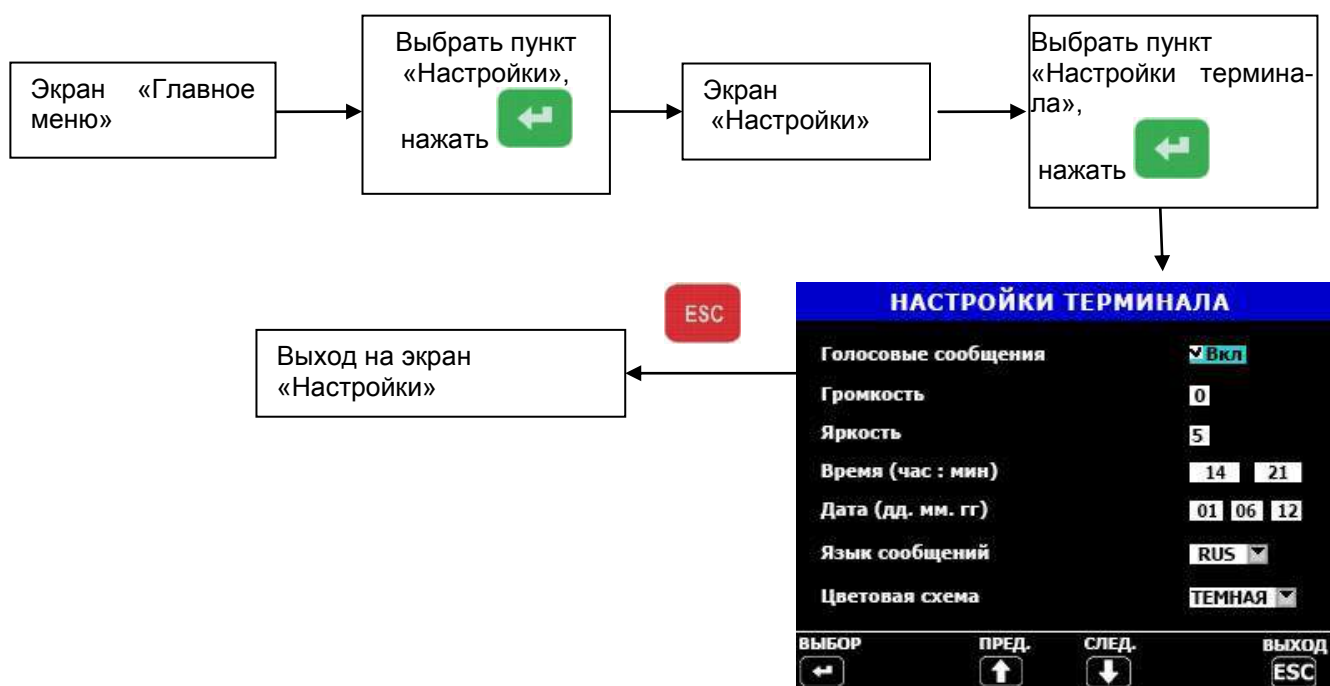 Экран «Главное
меню»
Выбрать пункт
«Настройки»,
нажать
Экран
«Настройки»
Выбрать пункт
«Настройки термина-
ла»,
нажать
ESC
Выход на экран
«Настройки»
НАСТРОЙКИ ТЕРМИНАЛА
Голосовые сообщения Вкл
Громкость 0
Яркость 5
Время (час : мин) 14 21
Дата (дд. мм. гг) 01 06 12
Язык сообщений RUS
Цветовая схема ТЕМНАЯ
ВЫБОР ПРЕД. СЛЕД. ВЫХОД
ESC